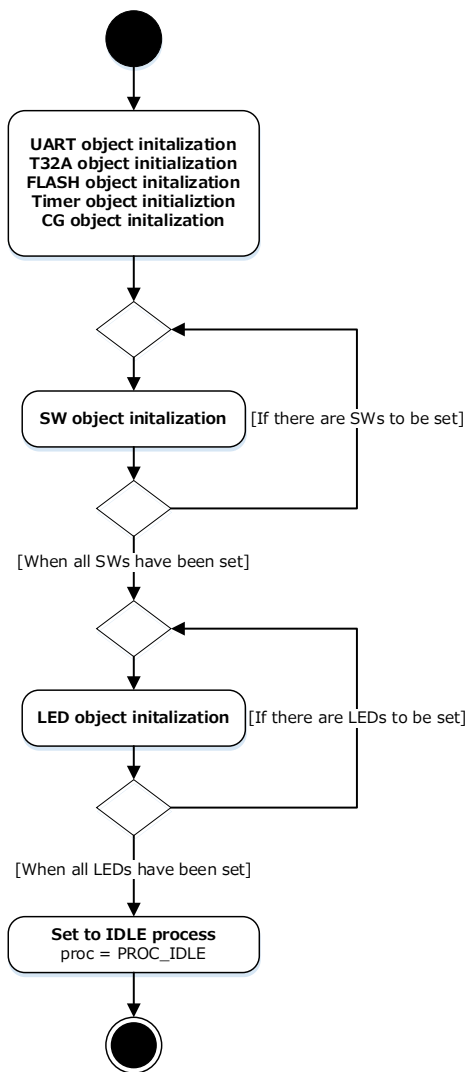 UART object initalization
T32A object initialization
FLASH object initalization
Timer object initializtion
CG object initalization
SW object initalization
[If there are SWs to be set]
[When all SWs have been set]
LED object initalization
[If there are LEDs to be set]
[When all LEDs have been set]
Set to IDLE process
proc = PROC_IDLE